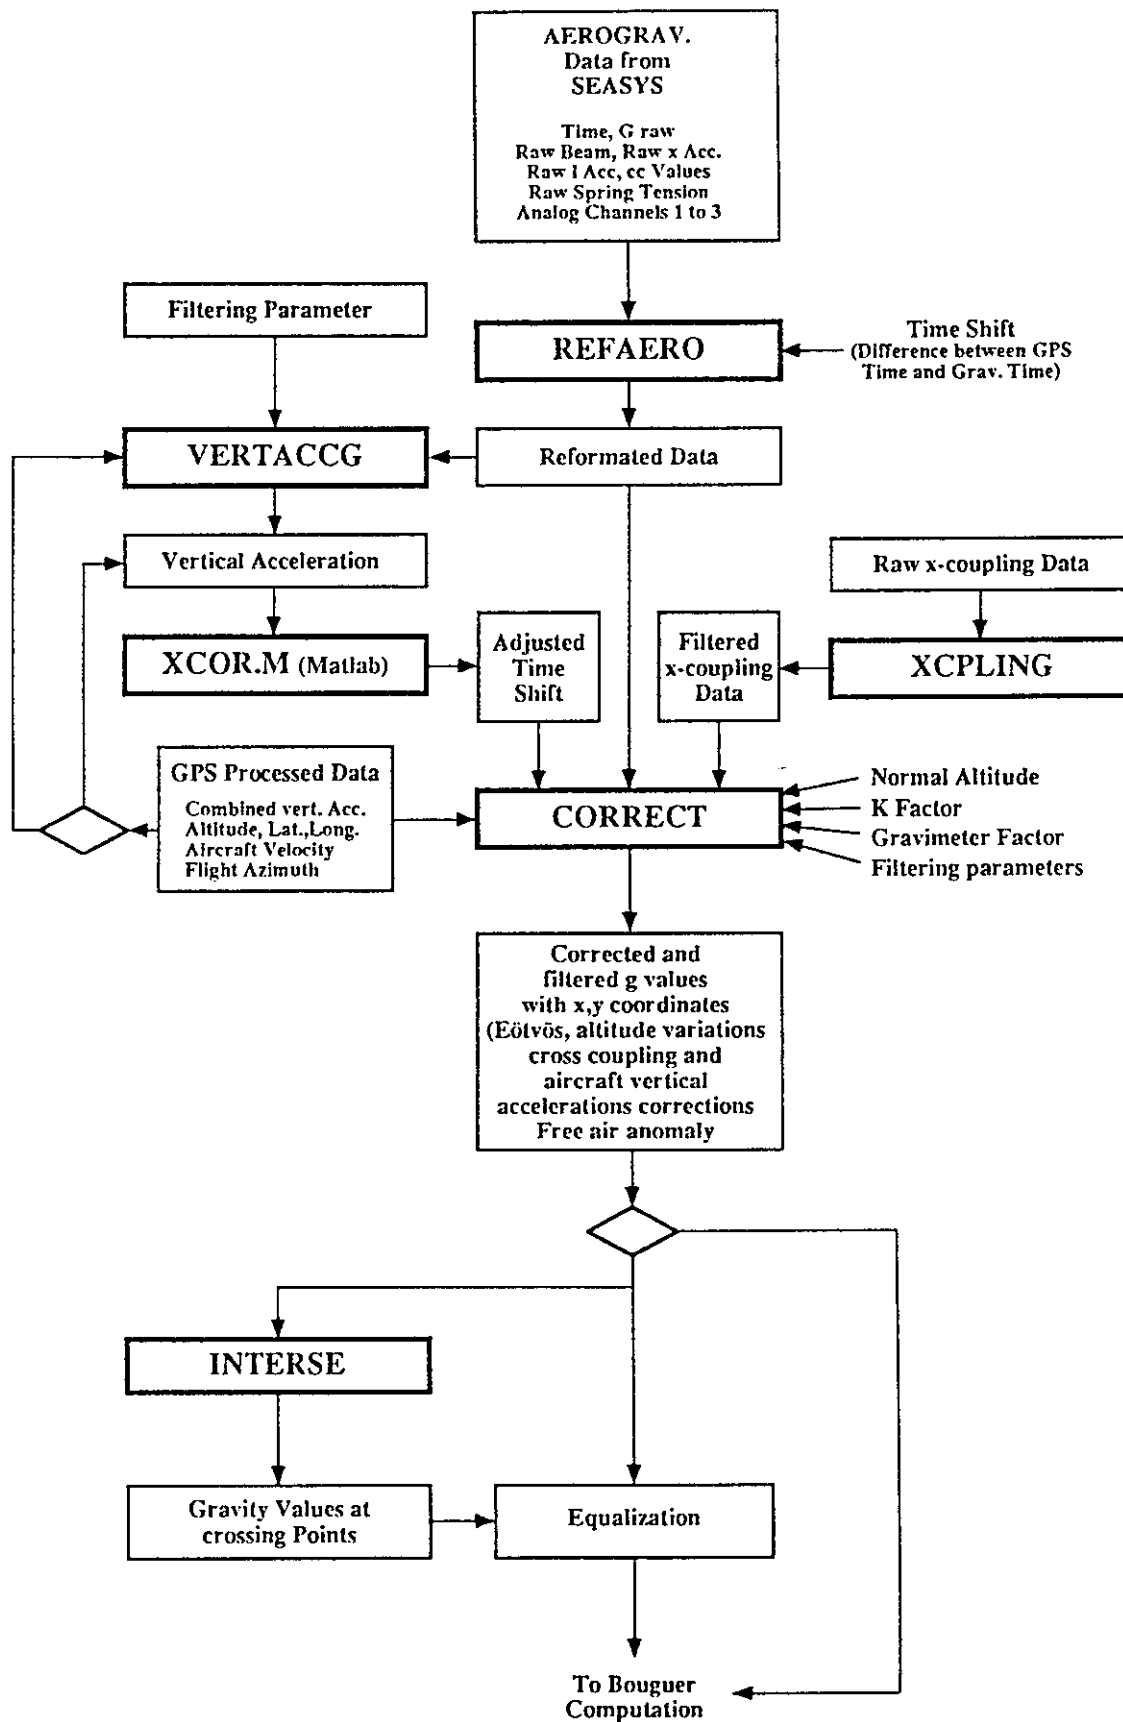 AEROGRAV.
Data from
SEASYS
Time, G raw
Raw Beam, Raw x Acc.
Raw l Acc, cc Values
Raw Spring Tension
Analog Channels 1 to 3
Filtering Parameter
REFAERO
Time Shift
(Difference between GPS
Time and Grav. Time)
VERTACCG
Reformated Data
Vertical Acceleration
Raw x-coupling Data
XCOR.M (Matlab)
Adjusted
Time
Shift
Filtered
x-coupling
Data
XCPLING
GPS Processed Data
Combined vert. Acc.
Altitude, Lat.,Long.
Aircraft Velocity
Flight Azimuth
CORRECT
Normal Altitude
K Factor
Gravimeter Factor
Filtering parameters
Corrected and
filtered g values
with x,y coordinates
(Eötvös, altitude variations
cross coupling and
aircraft vertical
accelerations corrections
Free air anomaly
INTERSE
Gravity Values at
crossing Points
Equalization
To Bouguer
Computation